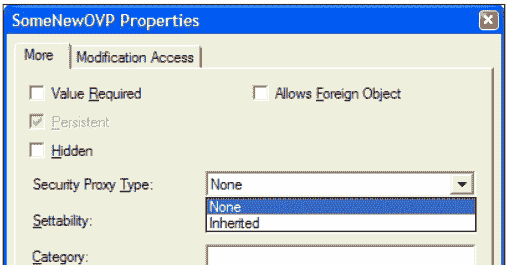 SomeNewOVP Properties
More Modification Access
Value Required Allows Foreign Object
Persistent
Hidden
Security Proxy Type: None
None
Settability: Inherited
Category: